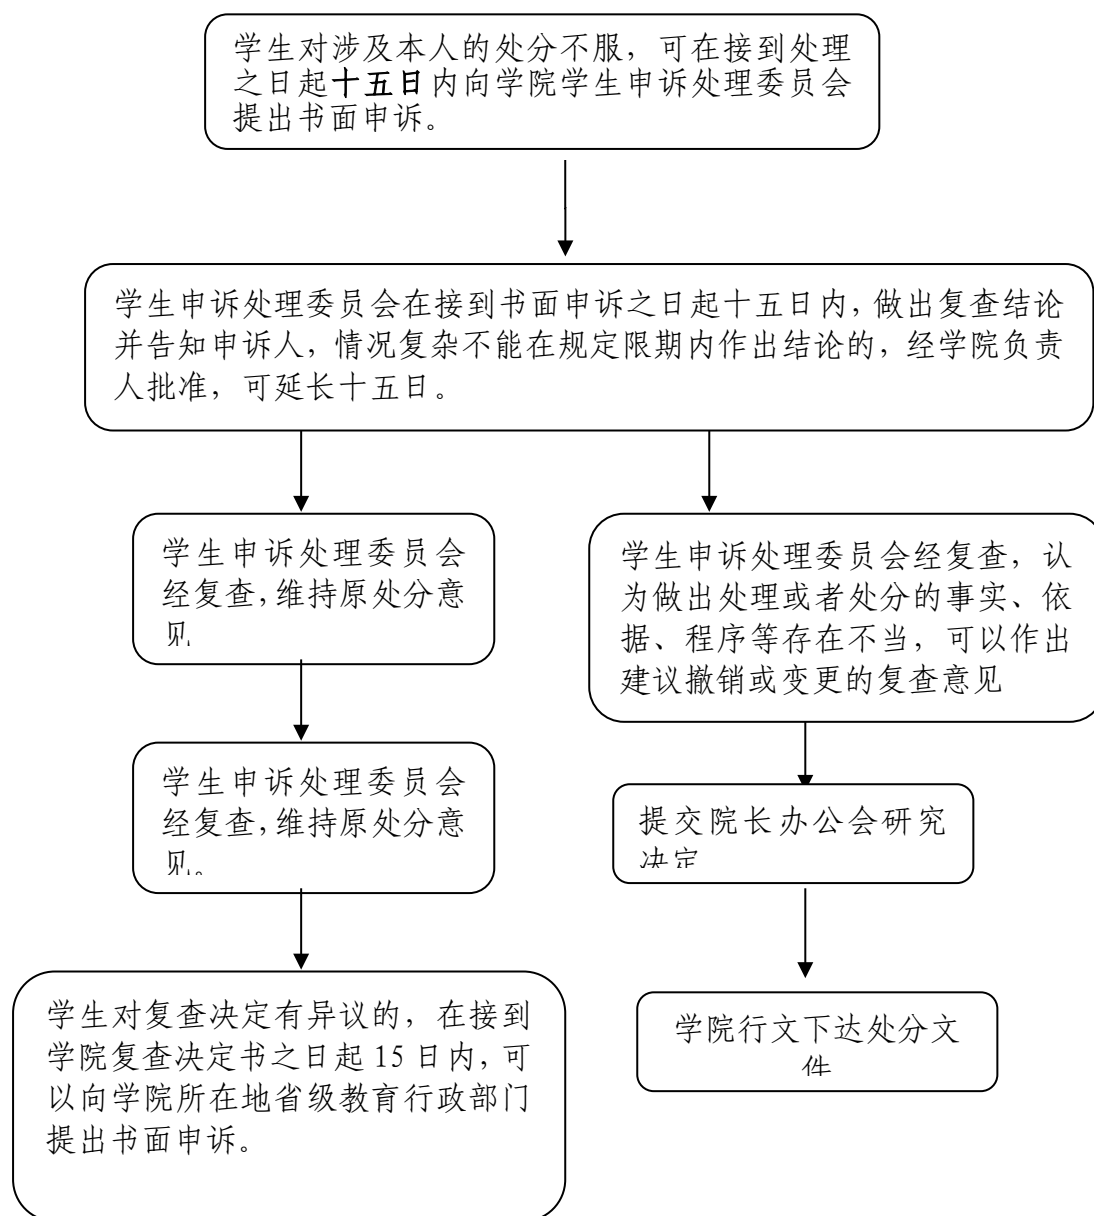 学生对涉及本人的处分不服，可在接到处理
之日起十五日内向学院学生申诉处理委员会
提出书面申诉。
学生申诉处理委员会在接到书面申诉之日起十五日内，做出复查结论
并告知申诉人，情况复杂不能在规定限期内作出结论的，经学院负责
人批准，可延长十五日。
学生申诉处理委员会
经复查，维持原处分意
见
学生申诉处理委员会经复查，认
为做出处理或者处分的事实、依
据、程序等存在不当，可以作出
建议撤销或变更的复查意见
学生申诉处理委员会
经复查，维持原处分意
见。
提交院长办公会研究
决定
学生对复查决定有异议的，在接到
学院复查决定书之日起 15 日内，可
以向学院所在地省级教育行政部门
提出书面申诉。
学院行文下达处分文
件